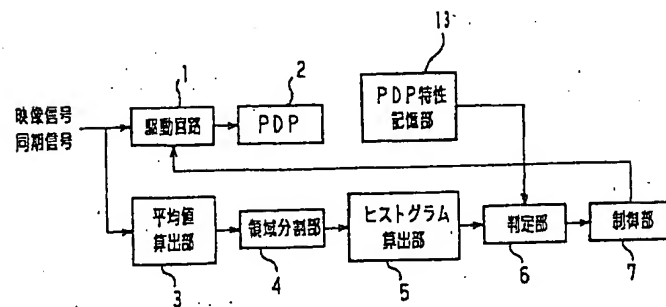 13
1
2
映像信号
同期信号
駆動回路
PDP
PDP特性
記憶部
平均値
算出部
領域分割部
ヒストグラム
算出部
判定部
制御部
3
4
5
6
7